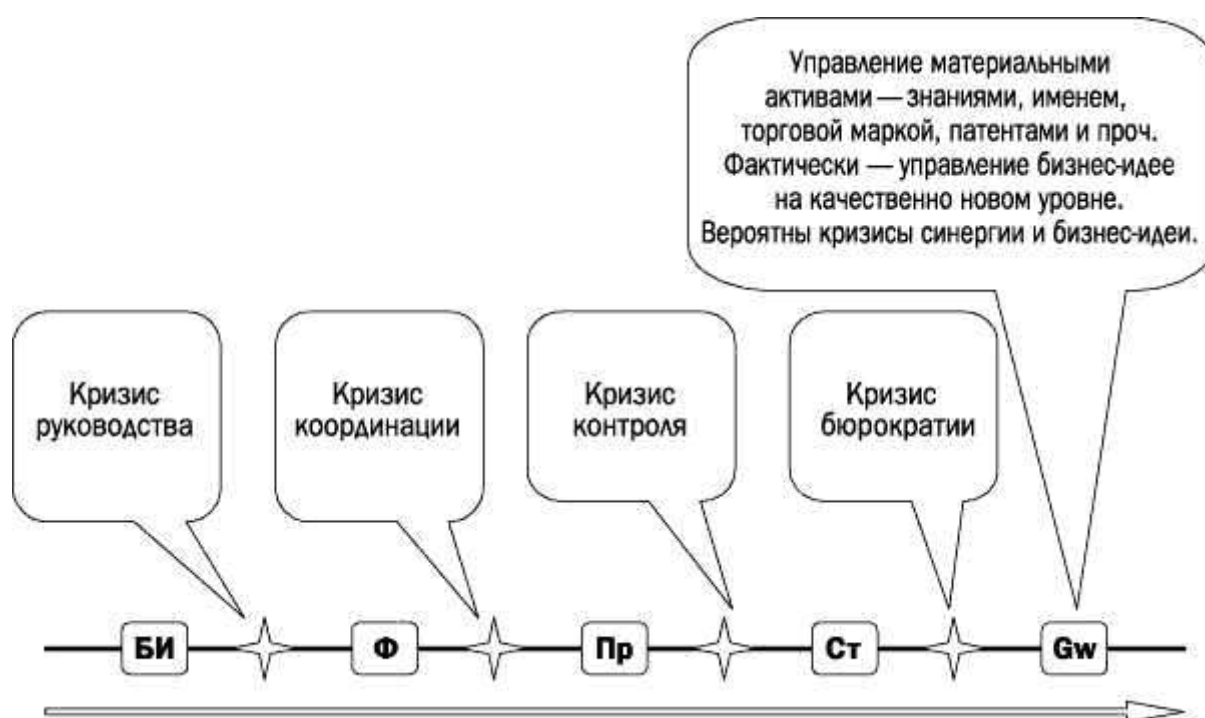 Управление материальными
активами — знаниями, именем,
торговой маркой, патентами и проч.
Фактически — управление бизнес-идее
на качественно новом уровне.
Вероятны кризисы синергии и бизнес-идеи.
Кризис
руководства
Кризис
координации
Кризис
контроля
Кризис
бюрократии
БИ
Ф
Пр
Ст
Gw